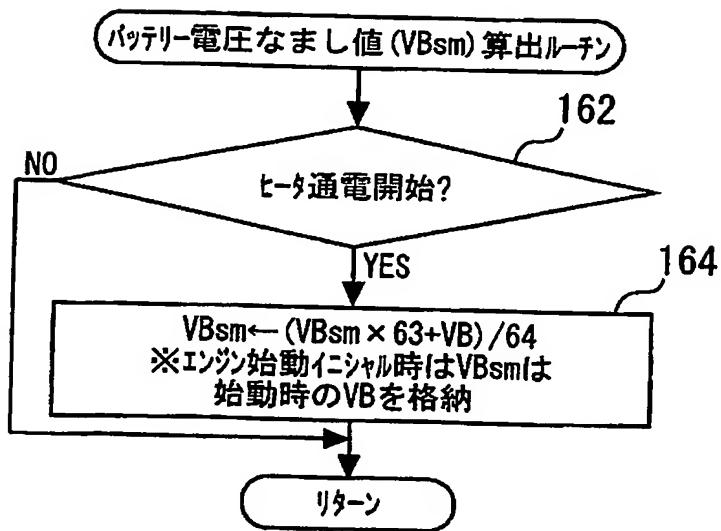 バッテリー電圧なまし値(VBsm)算出ルーチン
162
ヒータ通電開始?
NO
YES
164
VBsm←(VBsm×63+VB)/64
※エンジン始動イニシャル時はVBsmは
始動時のVBを格納
リターン